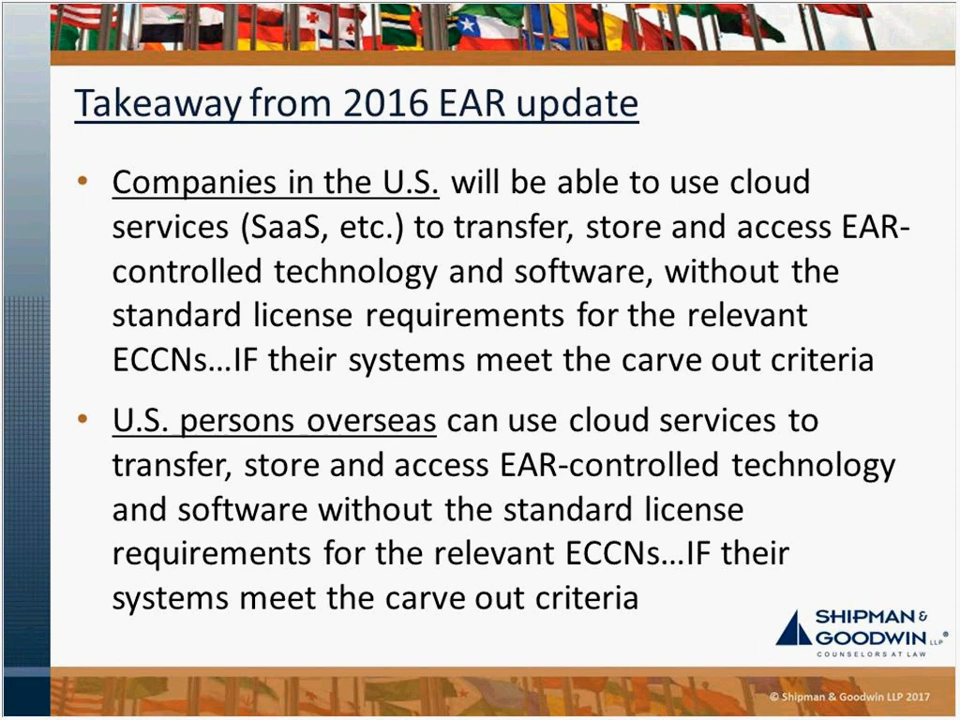 Takeaway from 2016 EAR update
• Companies in the U.S. will be able to use cloud
services (SaaS, etc.) to transfer, store and access EAR-
controlled technology and software, without the
standard license requirements for the relevant
ECCNs…IF their systems meet the carve out criteria
• U.S. persons overseas can use cloud services to
transfer, store and access EAR-controlled technology
and software without the standard license
requirements for the relevant ECCNs…IF their
systems meet the carve out criteria
SHIPMAN &
GOODWIN LLP®
COUNSELORS AT LAW
© Shipman & Goodwin LLP 2017